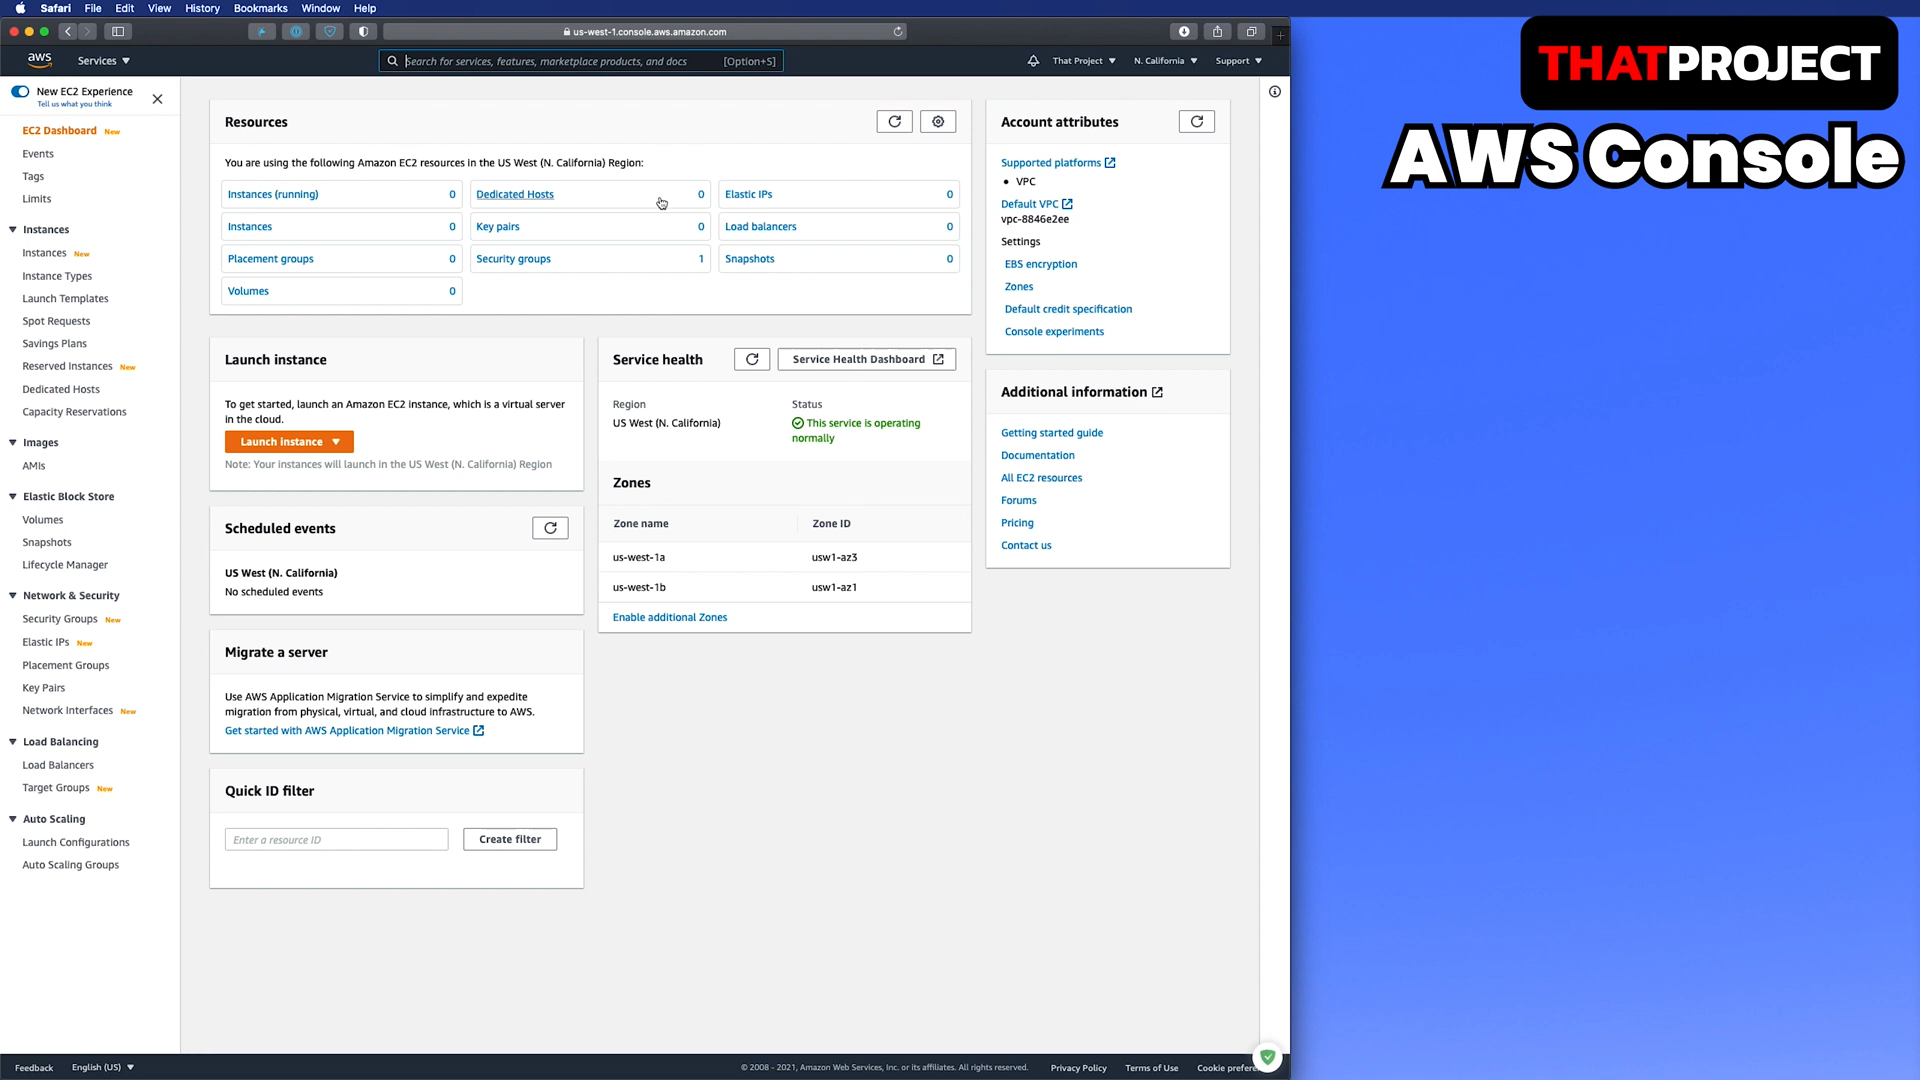 Safari File Edit View History Bookmarks Window Help
us-west-1.console.aws.amazon.com
aws Services Search for services, features, marketplace products, and docs [Option+S] That Project N. California Support
THATPROJECT
AWS Console
New EC2 Experience
Tell us what you think
EC2 Dashboard New
Events
Tags
Limits
Instances
Instances New
Instance Types
Launch Templates
Spot Requests
Savings Plans
Reserved Instances New
Dedicated Hosts
Capacity Reservations
Images
AMIs
Elastic Block Store
Volumes
Snapshots
Lifecycle Manager
Network & Security
Security Groups New
Elastic IPs New
Placement Groups
Key Pairs
Network Interfaces New
Load Balancing
Load Balancers
Target Groups New
Auto Scaling
Launch Configurations
Auto Scaling Groups
Resources
You are using the following Amazon EC2 resources in the US West (N. California) Region:
Instances (running) 0 Dedicated Hosts 0 Elastic IPs 0
Instances 0 Key pairs 0 Load balancers 0
Placement groups 0 Security groups 1 Snapshots 0
Volumes 0
Launch instance
To get started, launch an Amazon EC2 instance, which is a virtual server
in the cloud.
Launch instance
Note: Your instances will launch in the US West (N. California) Region
Scheduled events
US West (N. California)
No scheduled events
Migrate a server
Use AWS Application Migration Service to simplify and expedite
migration from physical, virtual, and cloud infrastructure to AWS.
Get started with AWS Application Migration Service
Quick ID filter
Enter a resource ID Create filter
Service health Service Health Dashboard
Region Status
US West (N. California) This service is operating
normally
Zones
Zone name Zone ID
us-west-1a usw1-az3
us-west-1b usw1-az1
Enable additional Zones
Account attributes
Supported platforms
VPC
Default VPC
vpc-8846e2ee
Settings
EBS encryption
Zones
Default credit specification
Console experiments
Additional information
Getting started guide
Documentation
All EC2 resources
Forums
Pricing
Contact us
Feedback English (US) © 2008 - 2021, Amazon Web Services, Inc. or its affiliates. All rights reserved. Privacy Policy Terms of Use Cookie prefere